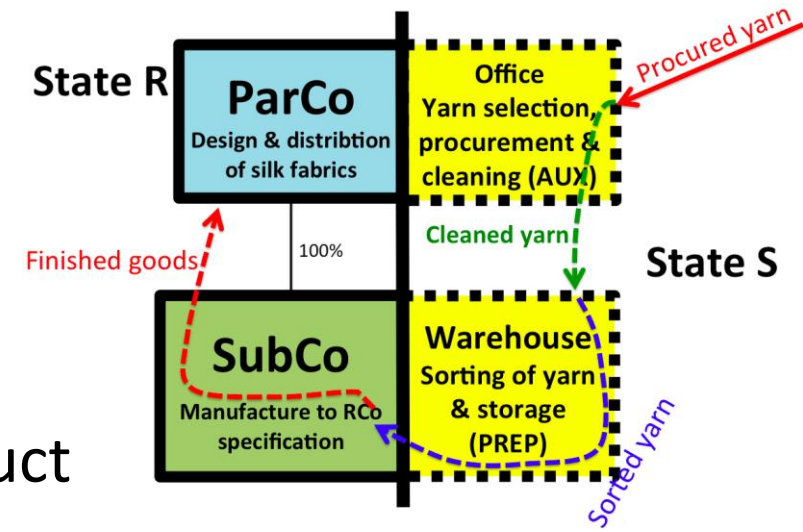 State R
ParCo
Design & distribtion
of silk fabrics
Office
Yarn selection,
procurement &
cleaning (AUX)
Procured yarn
Finished goods
100%
Cleaned yarn
State S
SubCo
Manufacture to RCo
specification
Warehouse
Sorting of yarn
& storage
(PREP)
Sorted yarn
uct